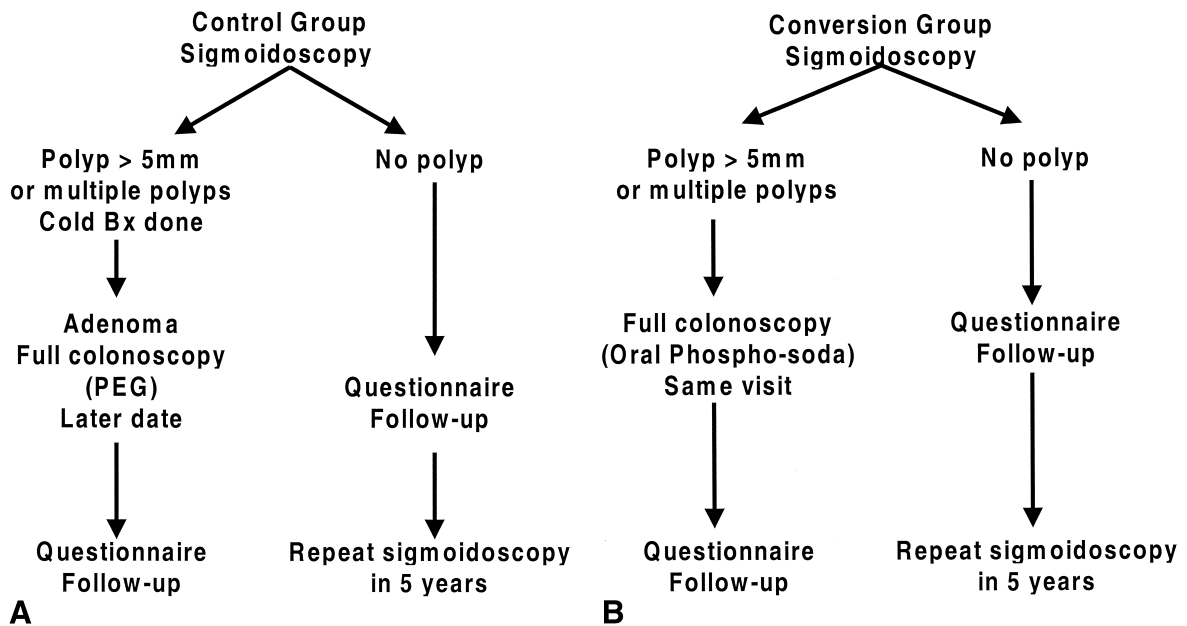 Control Group
Sigmoidoscopy
Polyp > 5mm
or multiple polyps
Cold Bx done
No polyp
Adenoma
Full colonoscopy
(PEG)
Later date
Questionnaire
Follow-up
Questionnaire
Follow-up
Repeat sigmoidoscopy
in 5 years
A
Conversion Group
Sigmoidoscopy
Polyp > 5mm
or multiple polyps
No polyp
Full colonoscopy
(Oral Phospho-soda)
Same visit
Questionnaire
Follow-up
Questionnaire
Follow-up
Repeat sigmoidoscopy
in 5 years
B